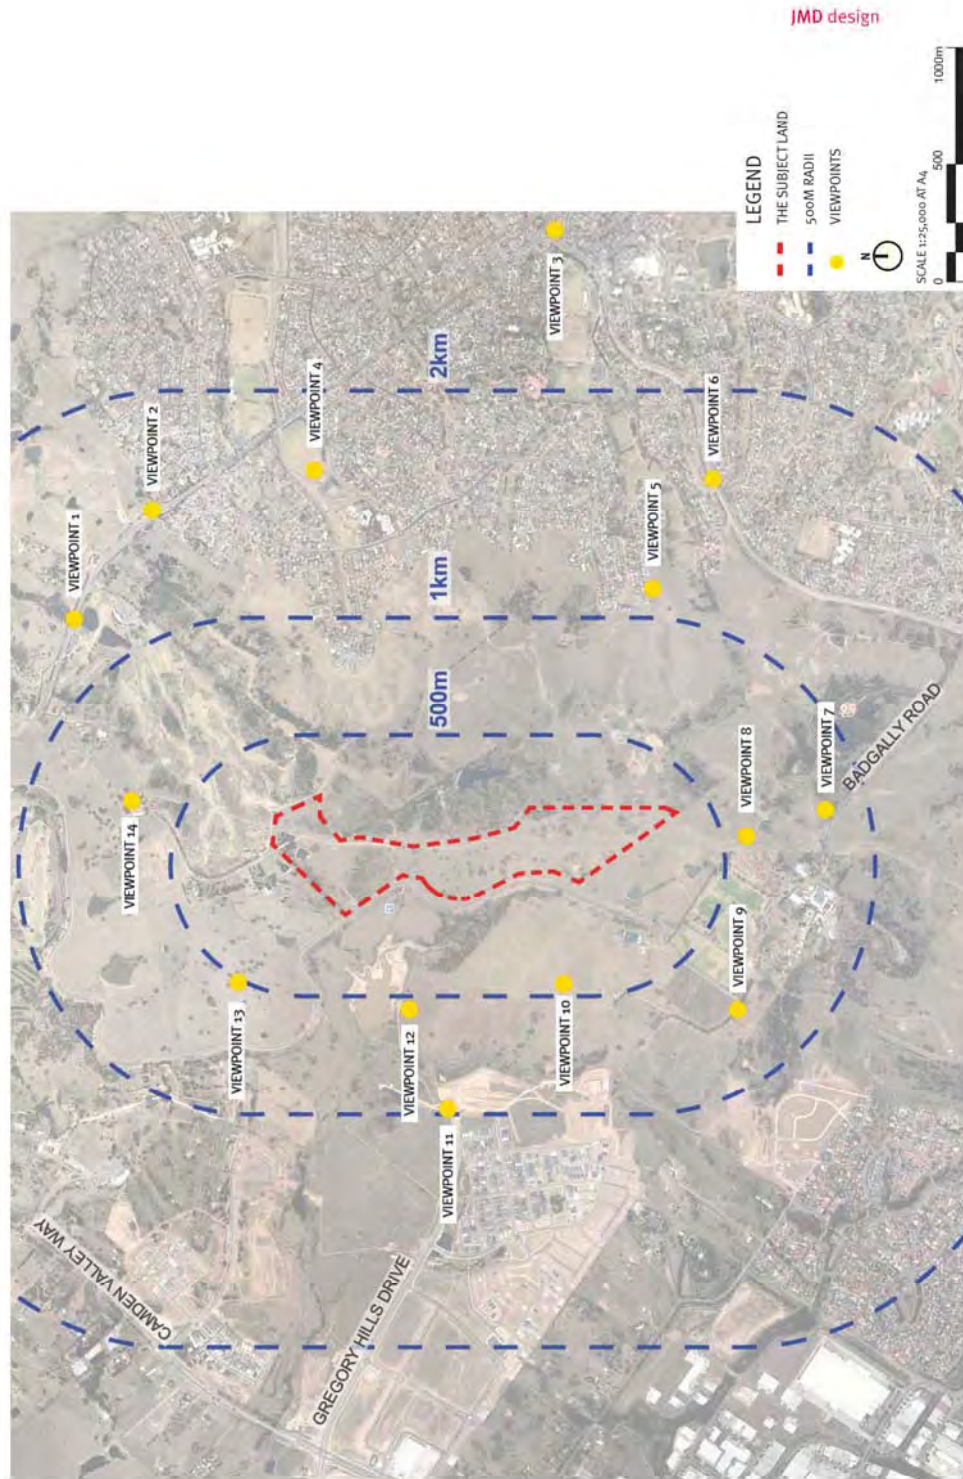 JMD design
LEGEND
THE SUBJECT LAND
500M RADII
VIEWPOINTS
N
SCALE 1:25,000 AT A4
0 500 1000m
VIEWPOINT 1
VIEWPOINT 2
VIEWPOINT 3
VIEWPOINT 4
VIEWPOINT 5
VIEWPOINT 6
VIEWPOINT 7
VIEWPOINT 8
VIEWPOINT 9
VIEWPOINT 10
VIEWPOINT 11
VIEWPOINT 12
VIEWPOINT 13
VIEWPOINT 14
500m
1km
2km
CAMDEN VALLEY WAY
GREGORY HILLS DRIVE
BADGALLY ROAD